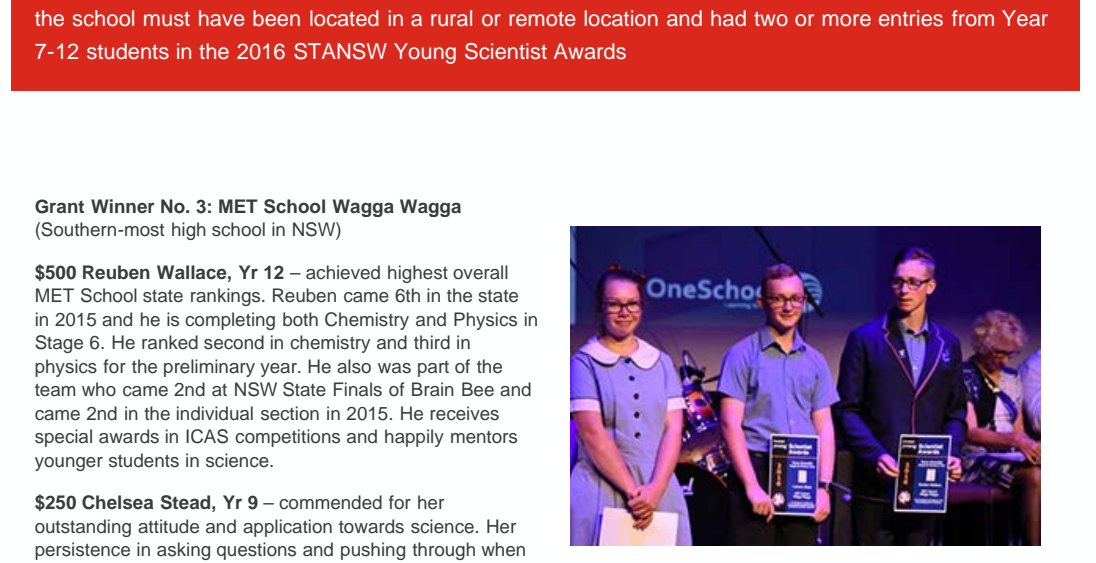 the school must have been located in a rural or remote location and had two or more entries from Year
7-12 students in the 2016 STANSW Young Scientist Awards
Grant Winner No. 3: MET School Wagga Wagga
(Southern-most high school in NSW)
$500 Reuben Wallace, Yr 12 – achieved highest overall
MET School state rankings. Reuben came 6th in the state
in 2015 and he is completing both Chemistry and Physics in
Stage 6. He ranked second in chemistry and third in
physics for the preliminary year. He also was part of the
team who came 2nd at NSW State Finals of Brain Bee and
came 2nd in the individual section in 2015. He receives
special awards in ICAS competitions and happily mentors
younger students in science.
$250 Chelsea Stead, Yr 9 – commended for her
outstanding attitude and application towards science. Her
persistence in asking questions and pushing through when
OneSchoo
Scientist
Awards
Scientist
Awards